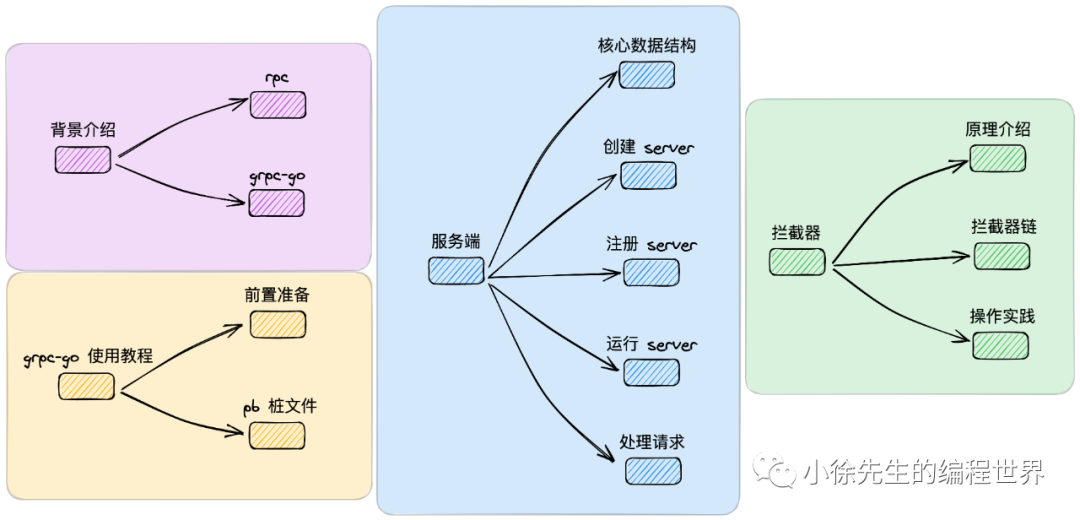 背景介绍
rpc
grpc-go
grpc-go 使用教程
前置准备
pb 桩文件
服务端
核心数据结构
创建 server
注册 server
运行 server
处理请求
拦截器
原理介绍
拦截器链
操作实践
小徐先生的编程世界